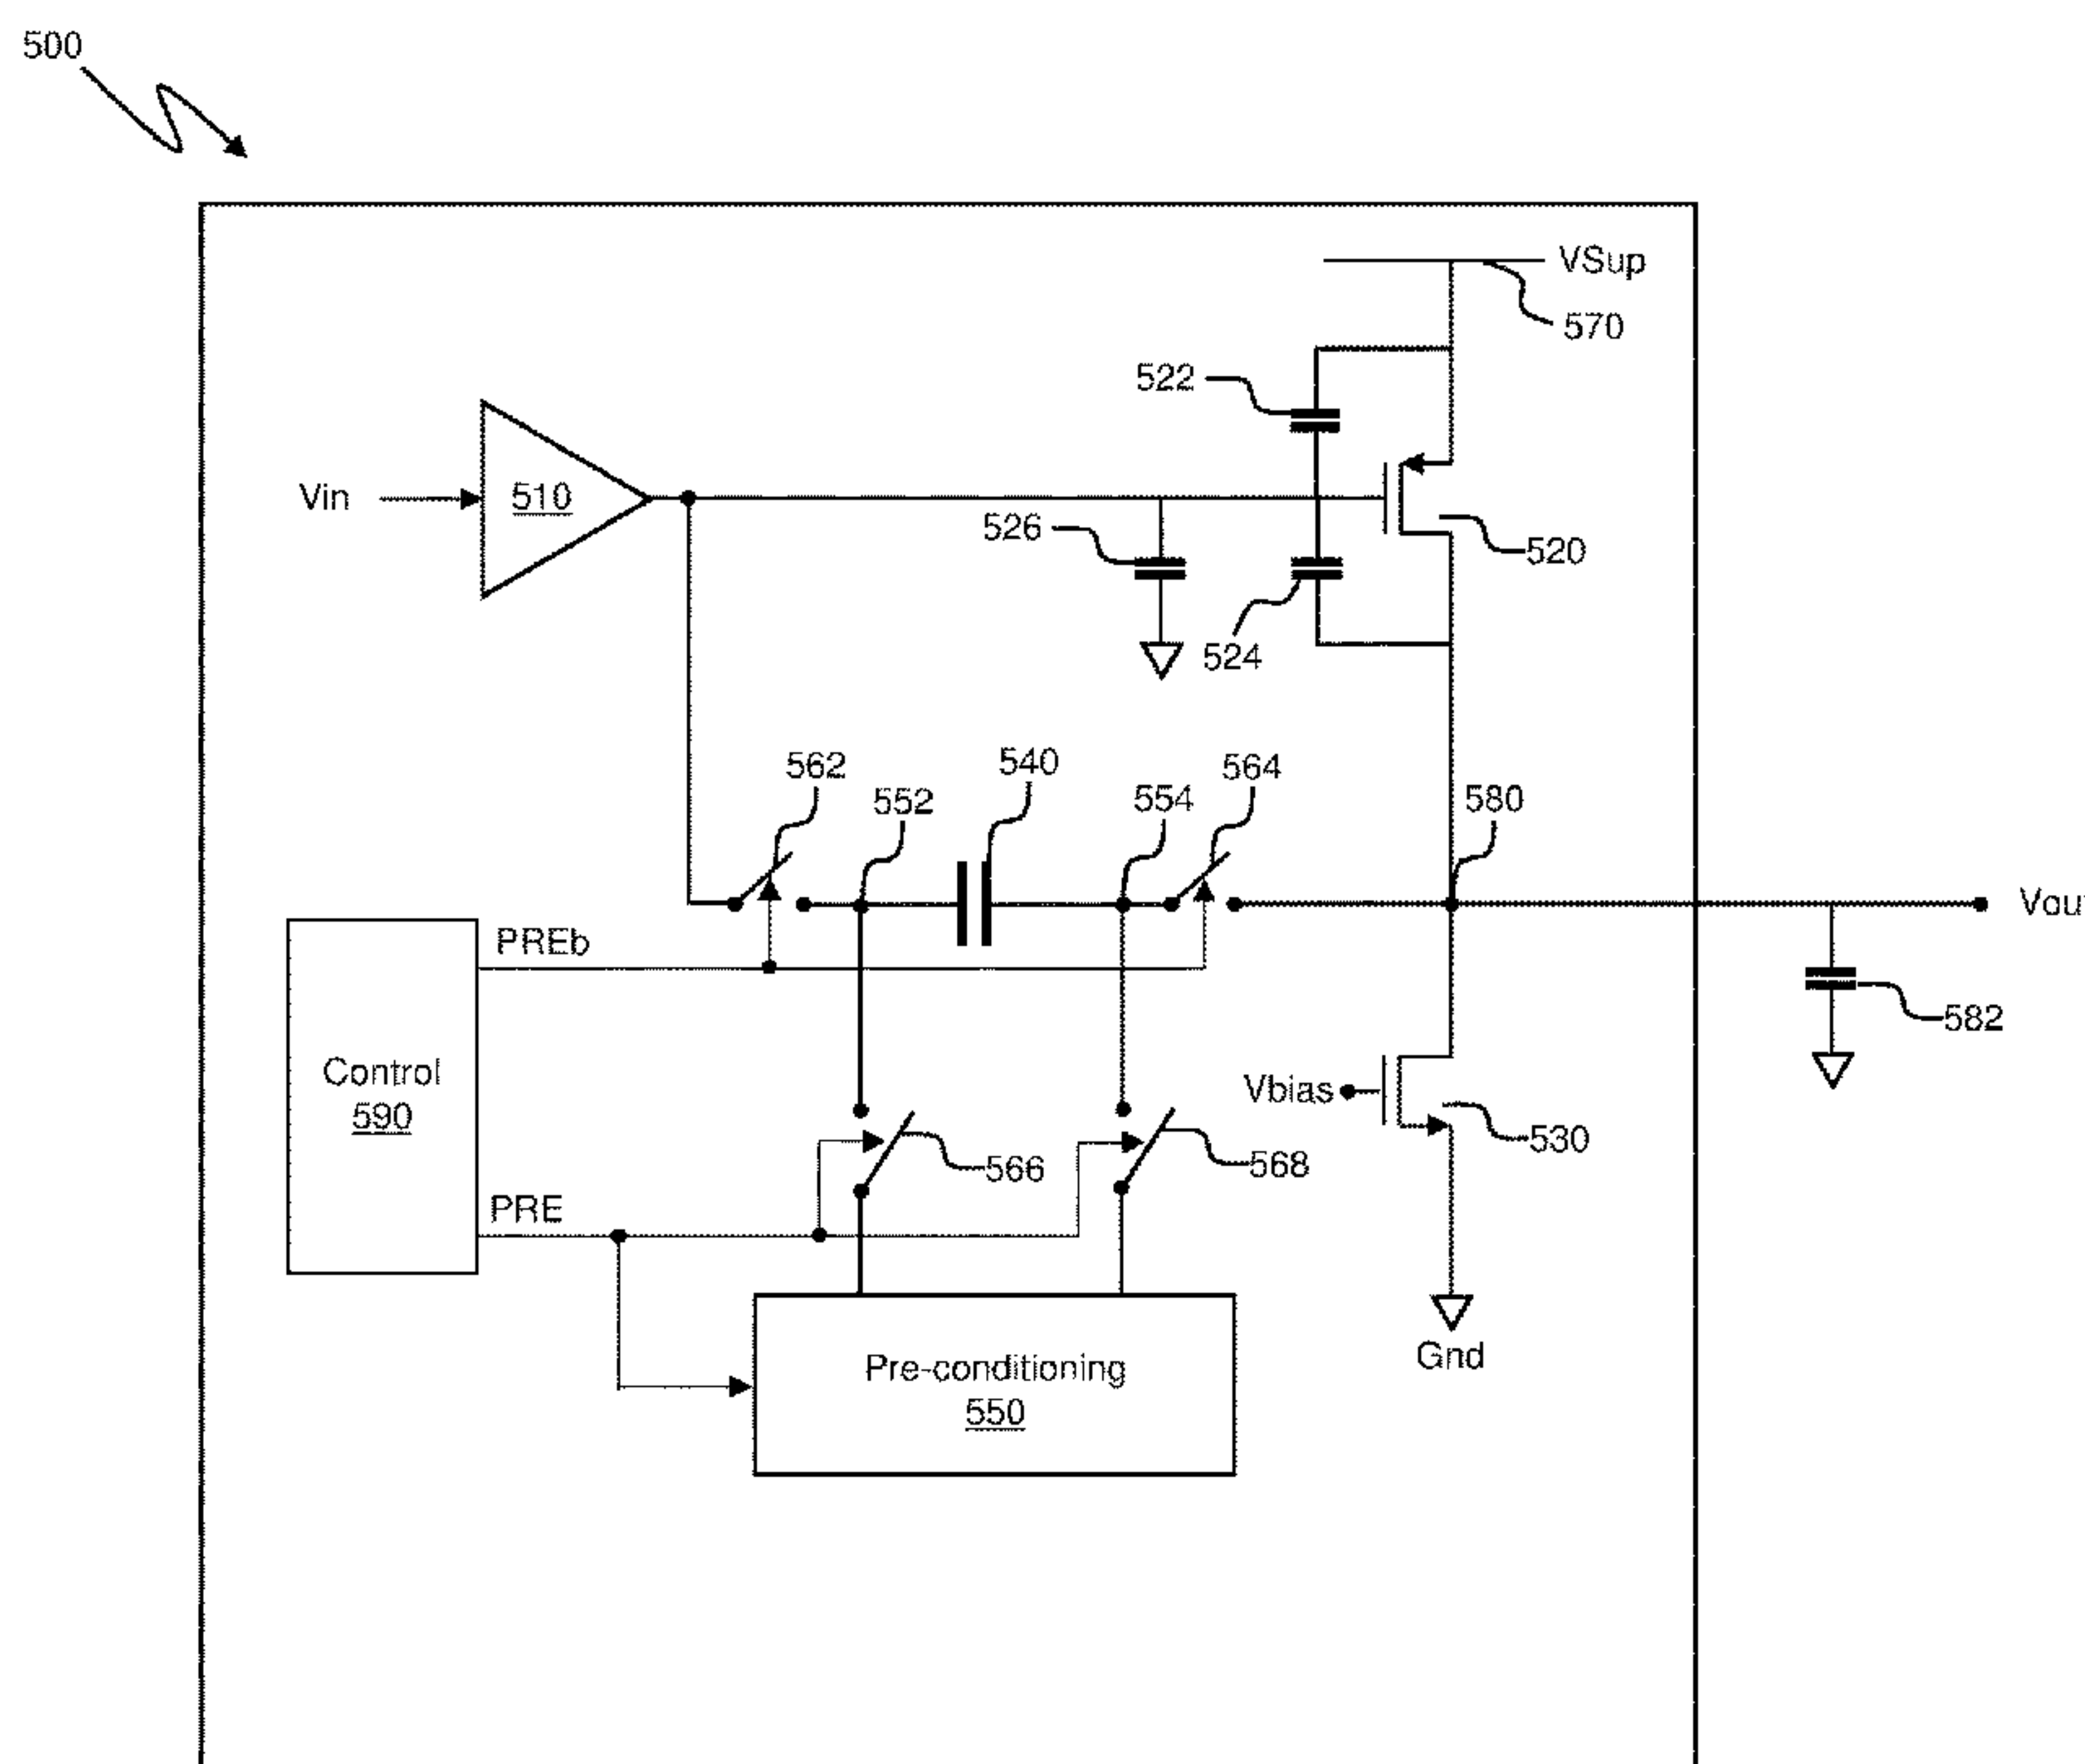 500
VSup
570
522
Vin
510
526
520
524
562
540
564
552
554
580
Vou
PREb
582
Control
590
Vbias
530
566
568
PRE
Pre-conditioning
550
Gnd